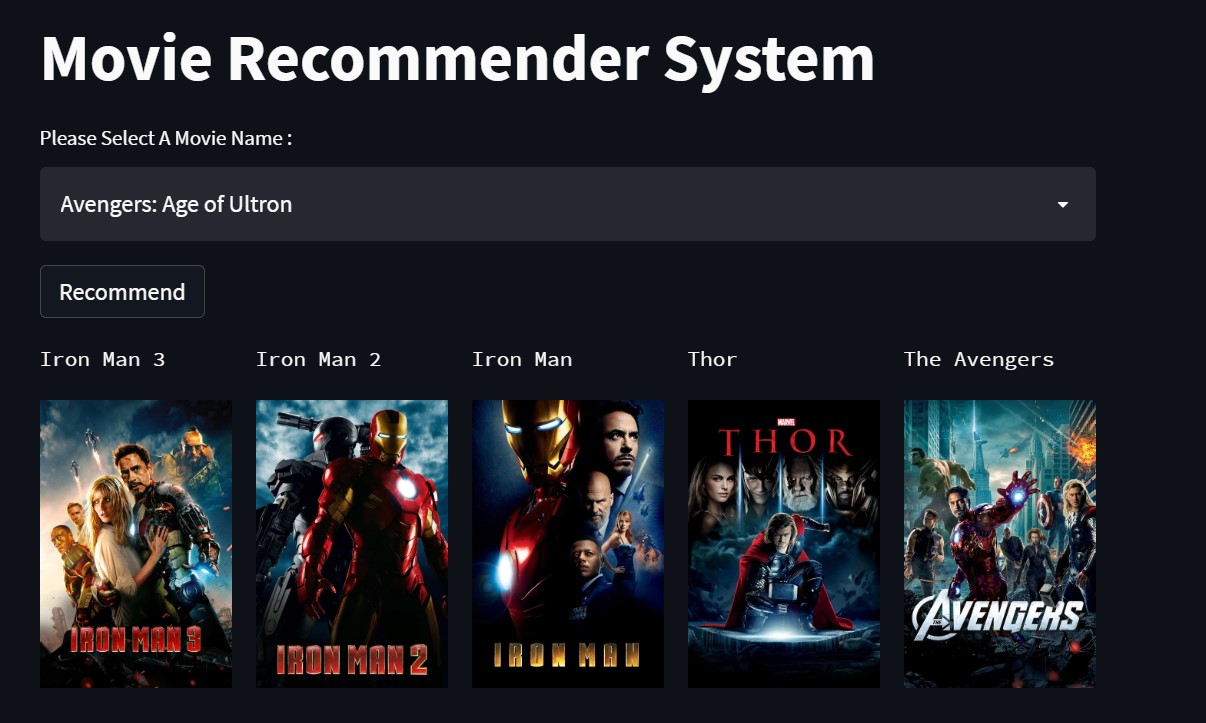 Movie Recommender System
Please Select A Movie Name :
Avengers: Age of Ultron
Recommend
Iron Man 3
Iron Man 2
Iron Man
Thor
The Avengers
IRON MAN 3
IRON MAN 2
IRON MAN
MARVEL
THOR
AVENGERS